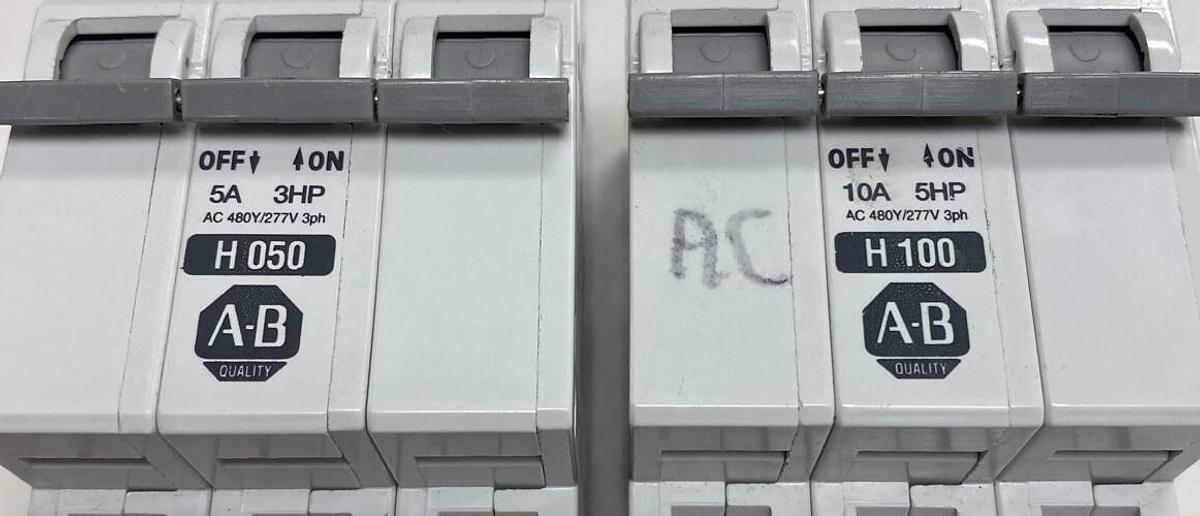 OFF ON
5A 3HP
AC 480Y/277V 3ph
H 050
A-B
QUALITY
AC
OFF ON
10A 5HP
AC 480Y/277V 3ph
H 100
A-B
QUALITY